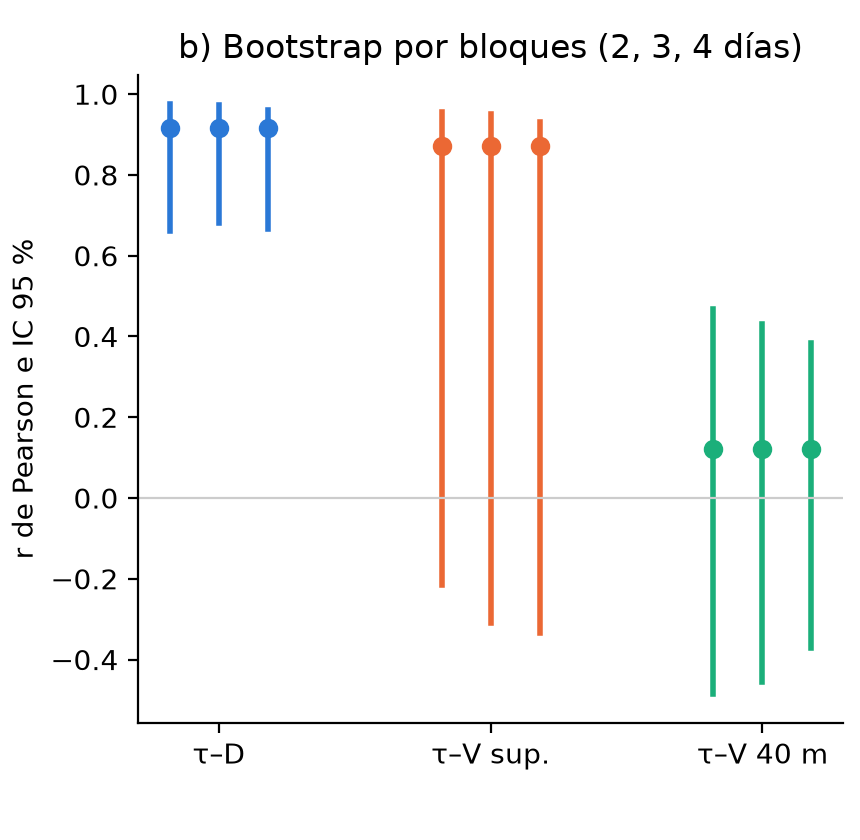 b) Bootstrap por bloques (2, 3, 4 días)
r de Pearson e IC 95 %
1.0
0.8
0.6
0.4
0.2
0.0
−0.2
−0.4
τ–D
τ–V sup.
τ–V 40 m